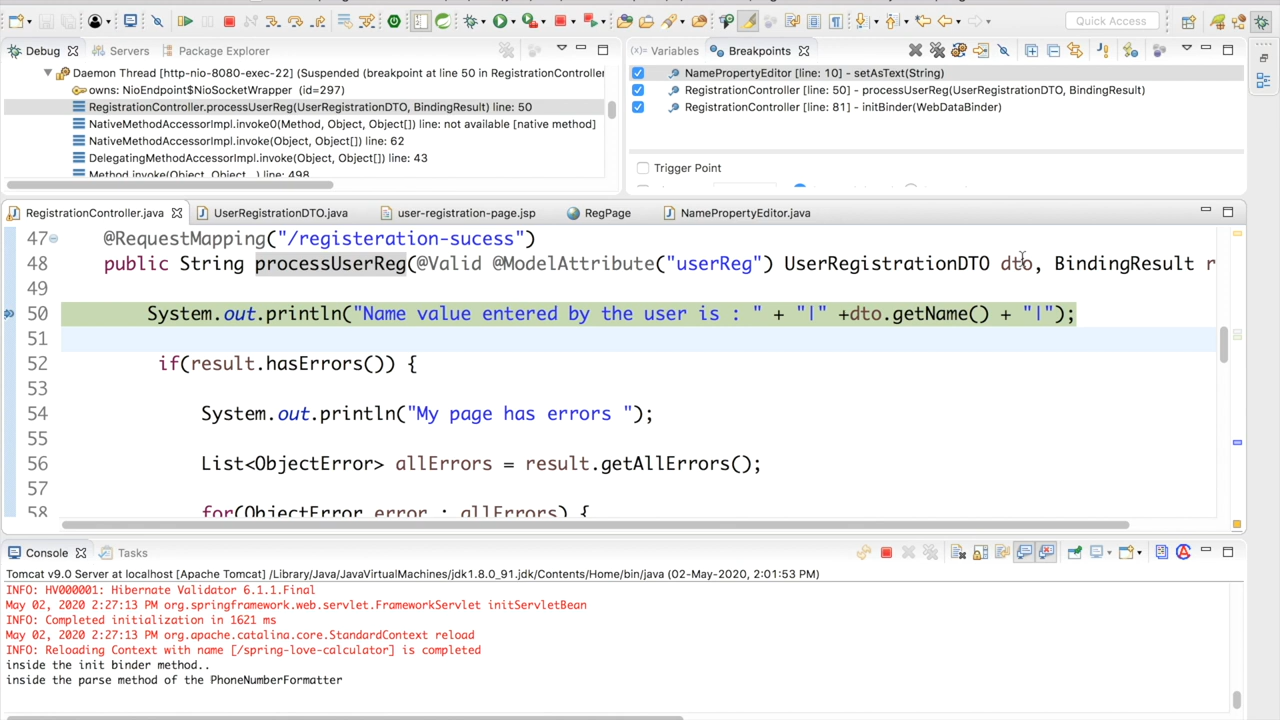 Quick Access
Debug Servers Package Explorer
Daemon Thread [http-nio-8080-exec-22] (Suspended (breakpoint at line 50 in RegistrationController
owns: NioEndpoint$NioSocketWrapper (id=297)
RegistrationController.processUserReg(UserRegistrationDTO, BindingResult) line: 50
NativeMethodAccessorImpl.invoke0(Method, Object, Object[]) line: not available [native method]
NativeMethodAccessorImpl.invoke(Object, Object[]) line: 62
DelegatingMethodAccessorImpl.invoke(Object, Object[]) line: 43
Method.invoke(Object, Object...) line: 498
(x)= Variables Breakpoints
NamePropertyEditor [line: 10] - setAsText(String)
RegistrationController [line: 50] - processUserReg(UserRegistrationDTO, BindingResult)
RegistrationController [line: 81] - initBinder(WebDataBinder)
Trigger Point
RegistrationController.java UserRegistrationDTO.java user-registration-page.jsp RegPage NamePropertyEditor.java
47 @RequestMapping("/registeration-sucess")
48 public String processUserReg(@Valid @ModelAttribute("userReg") UserRegistrationDTO dto, BindingResult r
49
50 System.out.println("Name value entered by the user is : " + "|" +dto.getName() + "|");
51
52 if(result.hasErrors()) {
53
54 System.out.println("My page has errors ");
55
56 List<ObjectError> allErrors = result.getAllErrors();
57
58 for(ObjectError error : allErrors) {
Console Tasks
Tomcat v9.0 Server at localhost [Apache Tomcat] /Library/Java/JavaVirtualMachines/jdk1.8.0_91.jdk/Contents/Home/bin/java (02-May-2020, 2:01:53 PM)
INFO: HV000001: Hibernate Validator 6.1.1.Final
May 02, 2020 2:27:13 PM org.springframework.web.servlet.FrameworkServlet initServletBean
INFO: Completed initialization in 1621 ms
May 02, 2020 2:27:13 PM org.apache.catalina.core.StandardContext reload
INFO: Reloading Context with name [/spring-love-calculator] is completed
inside the init binder method..
inside the parse method of the PhoneNumberFormatter